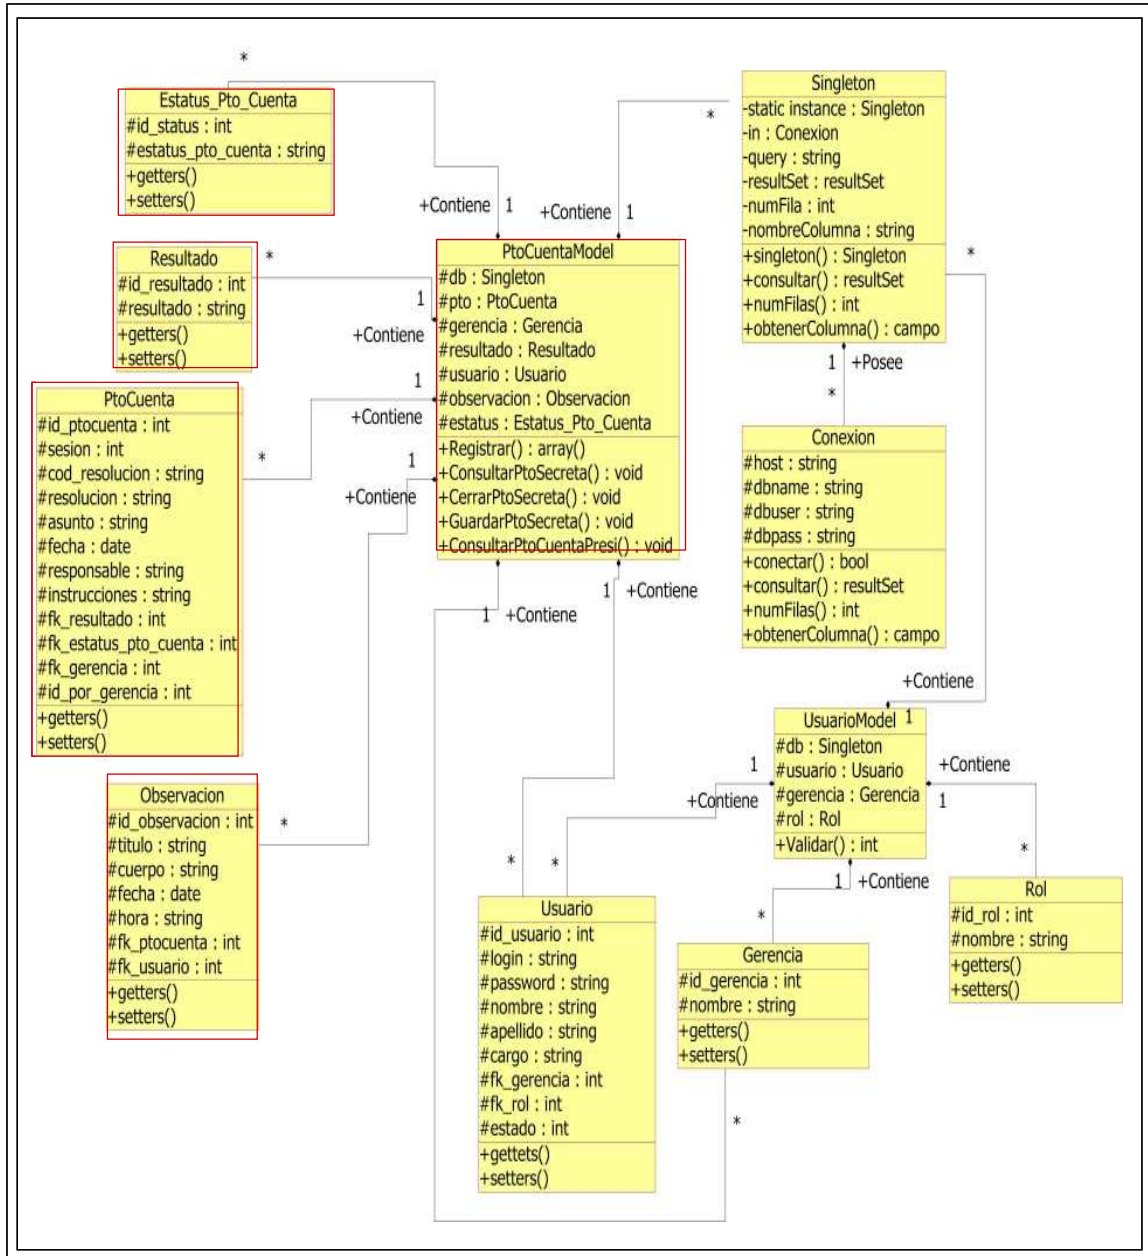 *
Estatus_Pto_Cuenta
#id_status : int
#estatus_pto_cuenta : string
+getters()
+setters()
+Contiene 1
Resultado
#id_resultado : int
#resultado : string
+getters()
+setters()
*
1
+Contiene
PtoCuenta
#id_ptocuenta : int
#sesion : int
#cod_resolucion : string
#resolucion : string
#asunto : string
#fecha : date
#responsable : string
#instrucciones : string
#fk_resultado : int
#fk_estatus_pto_cuenta : int
#fk_gerencia : int
#id_por_gerencia : int
+getters()
+setters()
*
1
+Contiene
Observacion
#id_observacion : int
#titulo : string
#cuerpo : string
#fecha : date
#hora : string
#fk_ptocuenta : int
#fk_usuario : int
+getters()
+setters()
*
1
+Contiene
PtoCuentaModel
#db : Singleton
#pto : PtoCuenta
#gerencia : Gerencia
#resultado : Resultado
#usuario : Usuario
#observacion : Observacion
#estatus : Estatus_Pto_Cuenta
+Registrar() : array()
+ConsultarPtoSecreta() : void
+CerrarPtoSecreta() : void
+GuardarPtoSecreta() : void
+ConsultarPtoCuentaPresi() : void
+Contiene 1
*
1 +Contiene
1 +Contiene
Singleton
-static instance : Singleton
-in : Conexion
-query : string
-resultSet : resultSet
-numFila : int
-nombreColumna : string
+singleton() : Singleton
+consultar() : resultSet
+numFilas() : int
+obtenerColumna() : campo
*
1 +Posee
*
Conexion
#host : string
#dbname : string
#dbuser : string
#dbpass : string
+conectar() : bool
+consultar() : resultSet
+numFilas() : int
+obtenerColumna() : campo
+Contiene
1
UsuarioModel
#db : Singleton
#usuario : Usuario
#gerencia : Gerencia
#rol : Rol
+Validar() : int
1
+Contiene
+Contiene
1
1 +Contiene
*
*
*
*
Usuario
#id_usuario : int
#login : string
#password : string
#nombre : string
#apellido : string
#cargo : string
#fk_gerencia : int
#fk_rol : int
#estado : int
+gettets()
+setters()
Gerencia
#id_gerencia : int
#nombre : string
+getters()
+setters()
*
Rol
#id_rol : int
#nombre : string
+getters()
+setters()